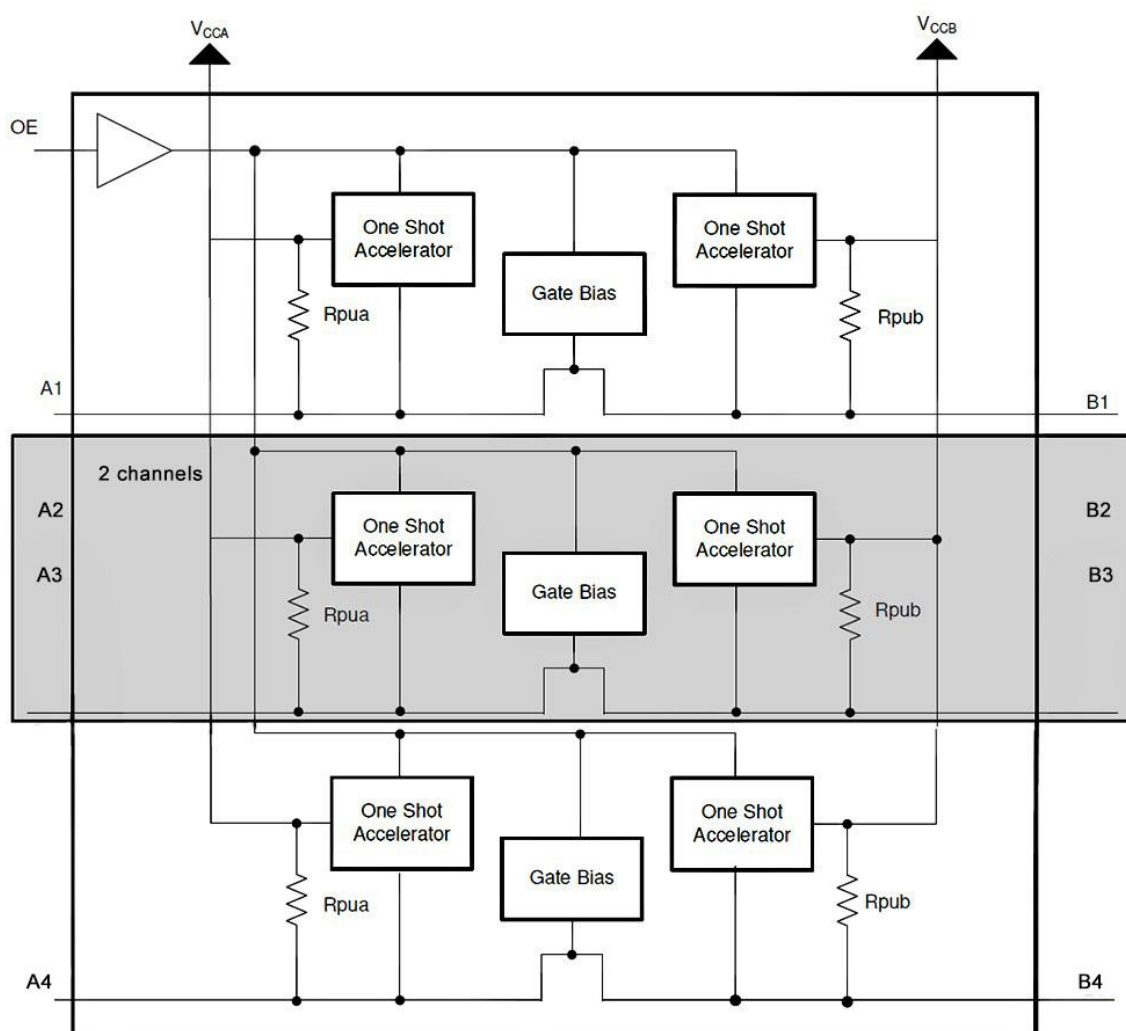 VCCA
VCCB
OE
One Shot
Accelerator
One Shot
Accelerator
Gate Bias
Rpua
Rpub
A1
B1
2 channels
A2
B2
One Shot
Accelerator
One Shot
Accelerator
A3
B3
Gate Bias
Rpua
Rpub
One Shot
Accelerator
One Shot
Accelerator
Gate Bias
Rpua
Rpub
A4
B4